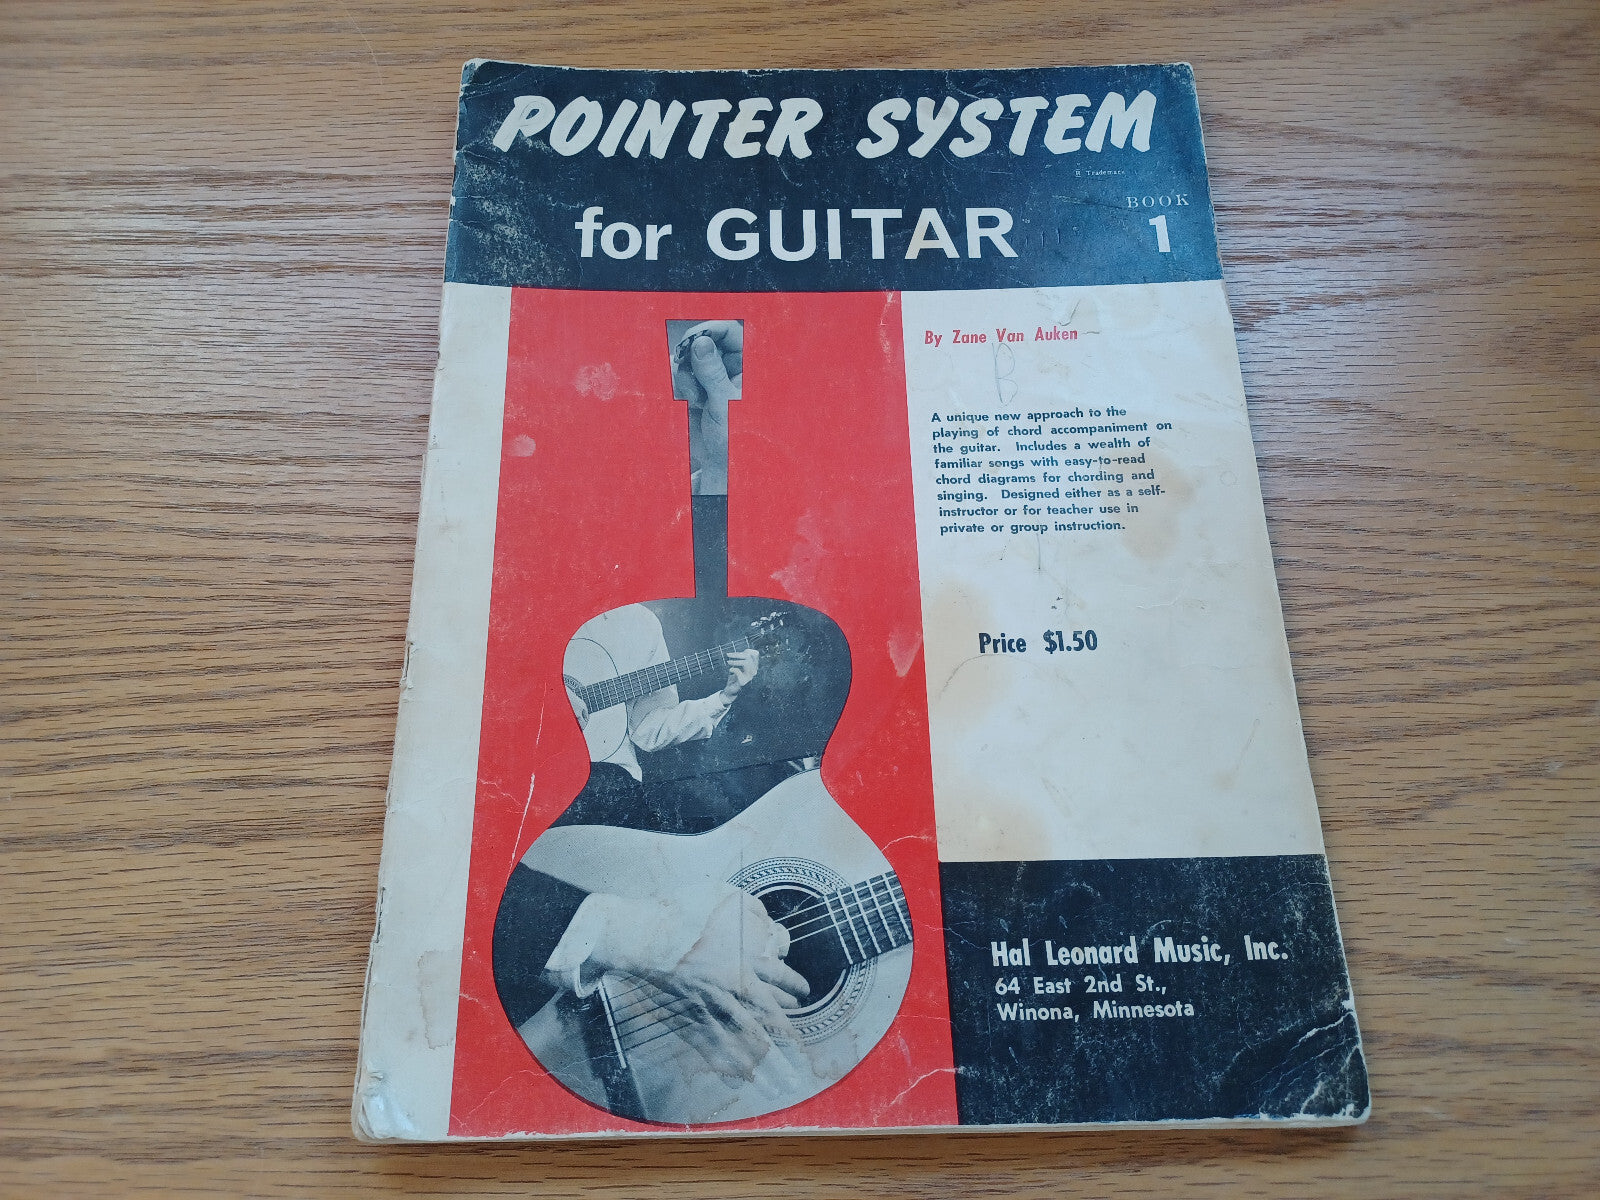 POINTER SYSTEM
R Trademark
for GUITAR
BOOK
1
By Zane Van Auken
A unique new approach to the
playing of chord accompaniment on
the guitar. Includes a wealth of
familiar songs with easy-to-read
chord diagrams for chording and
singing. Designed either as a self-
instructor or for teacher use in
private or group instruction.
Price $1.50
Hal Leonard Music, Inc.
64 East 2nd St.,
Winona, Minnesota